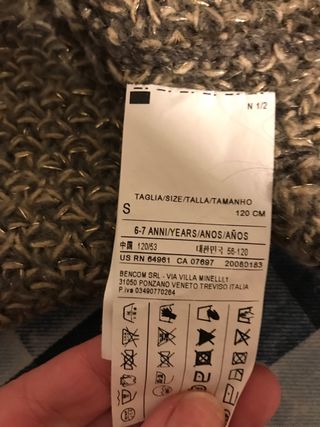 N 1/2
TAGLIA/SIZE/TALLA/TAMANHO
S 120 CM
6-7 ANNI/YEARS/ANOS/AÑOS
中國 120/53 대한민국 56-120
US RN 64961 CA 07697 20080183
BENCOM SRL - VIA VILLA MINELLI,1
31050 PONZANO VENETO TREVISO ITALIA
P.iva 03490770264